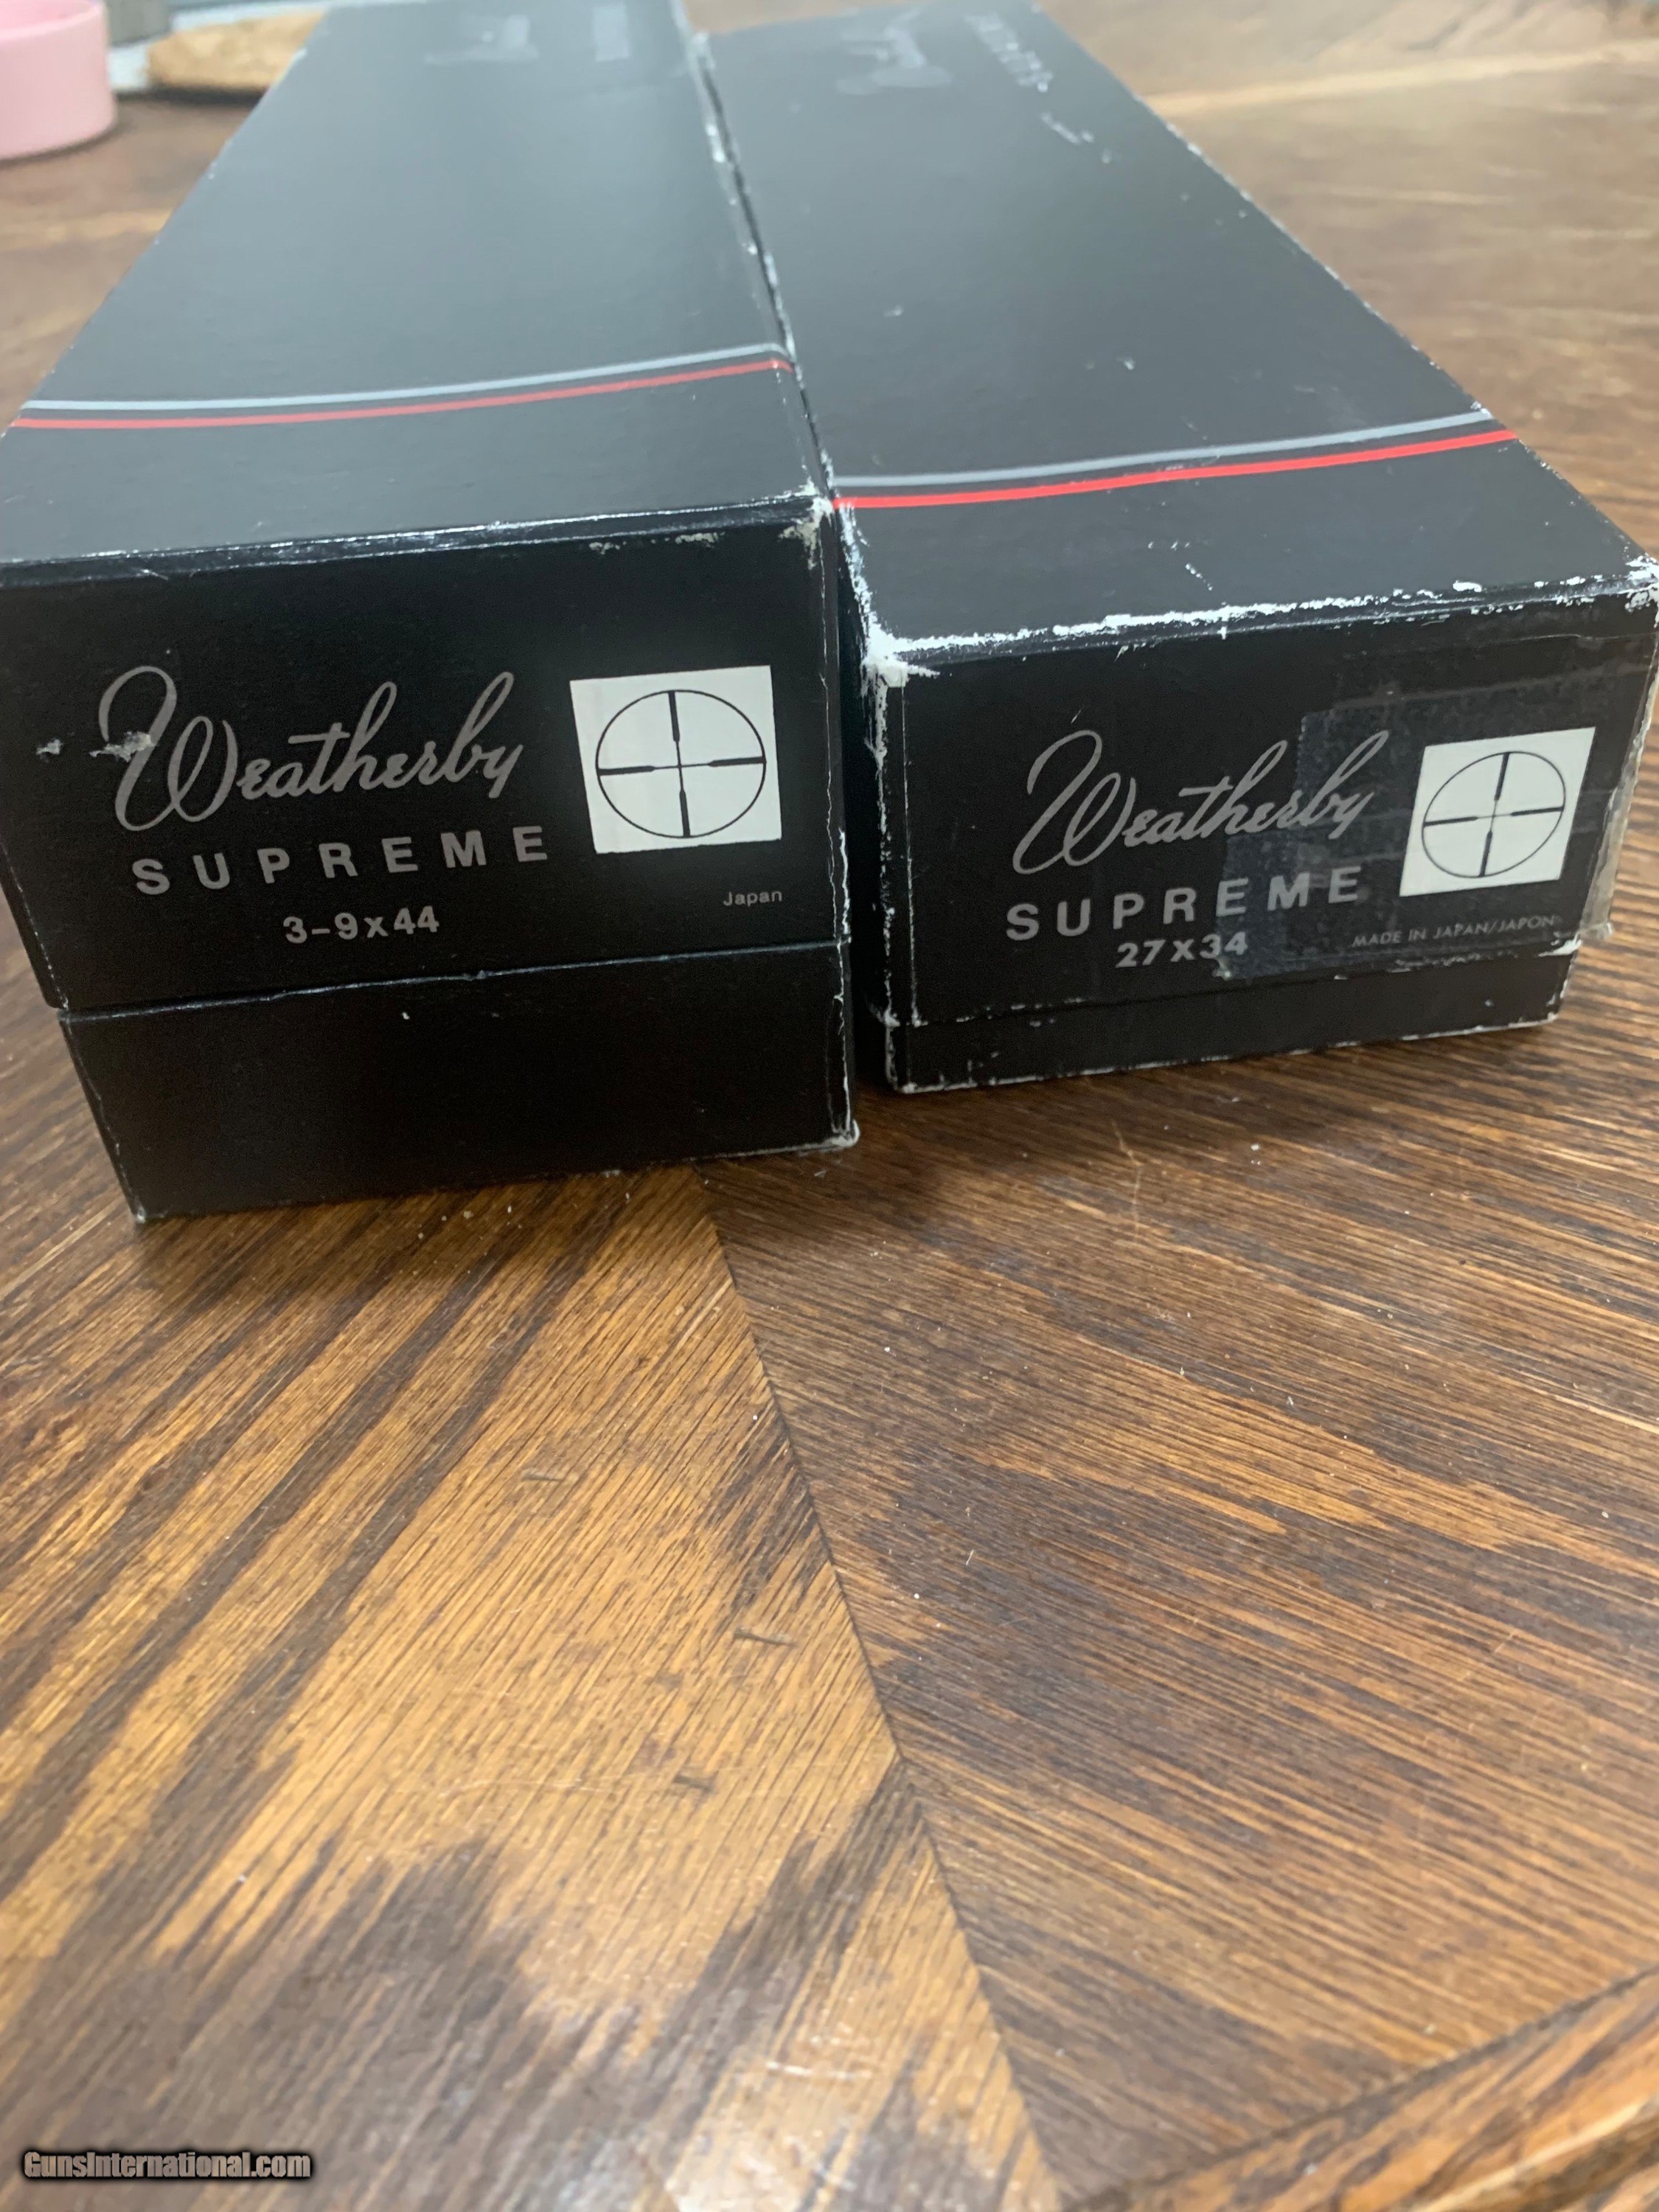 Weatherby
SUPREME
3-9x44
Japan
Weatherby
SUPREME
27X34
MADE IN JAPAN/JAPON
GunsInternational.com